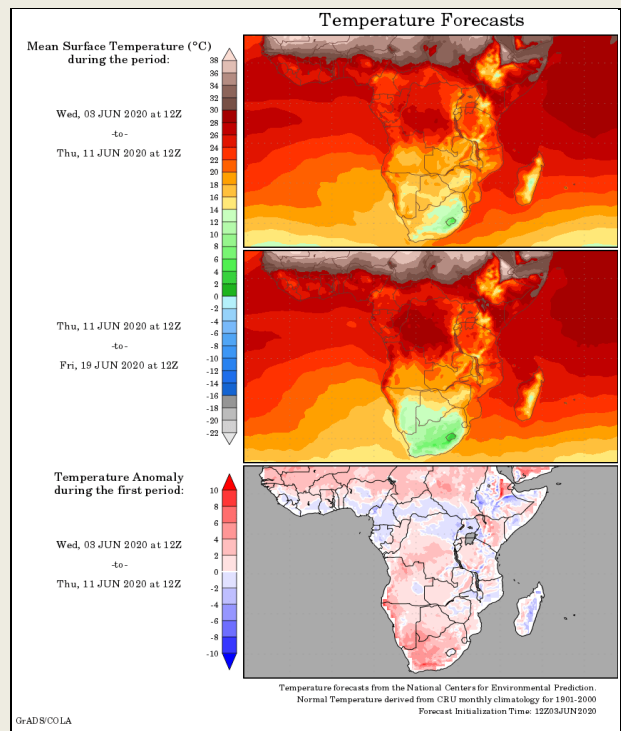 Temperature Forecasts
Mean Surface Temperature (°C)
during the period:
38
36
34
32
30
28
26
24
22
20
18
16
14
12
10
8
6
4
2
0
-2
-4
-6
-8
-10
-12
-14
-16
-18
-20
-22
Wed, 03 JUN 2020 at 12Z
-to-
Thu, 11 JUN 2020 at 12Z
Thu, 11 JUN 2020 at 12Z
-to-
Fri, 19 JUN 2020 at 12Z
Temperature Anomaly
during the first period:
10
8
6
4
2
0
-2
-4
-6
-8
-10
Wed, 03 JUN 2020 at 12Z
-to-
Thu, 11 JUN 2020 at 12Z
Temperature forecasts from the National Centers for Environmental Prediction.
Normal Temperature derived from CRU monthly climatology for 1901-2000
Forecast Initialization Time: 12Z03JUN2020
GrADS/COLA